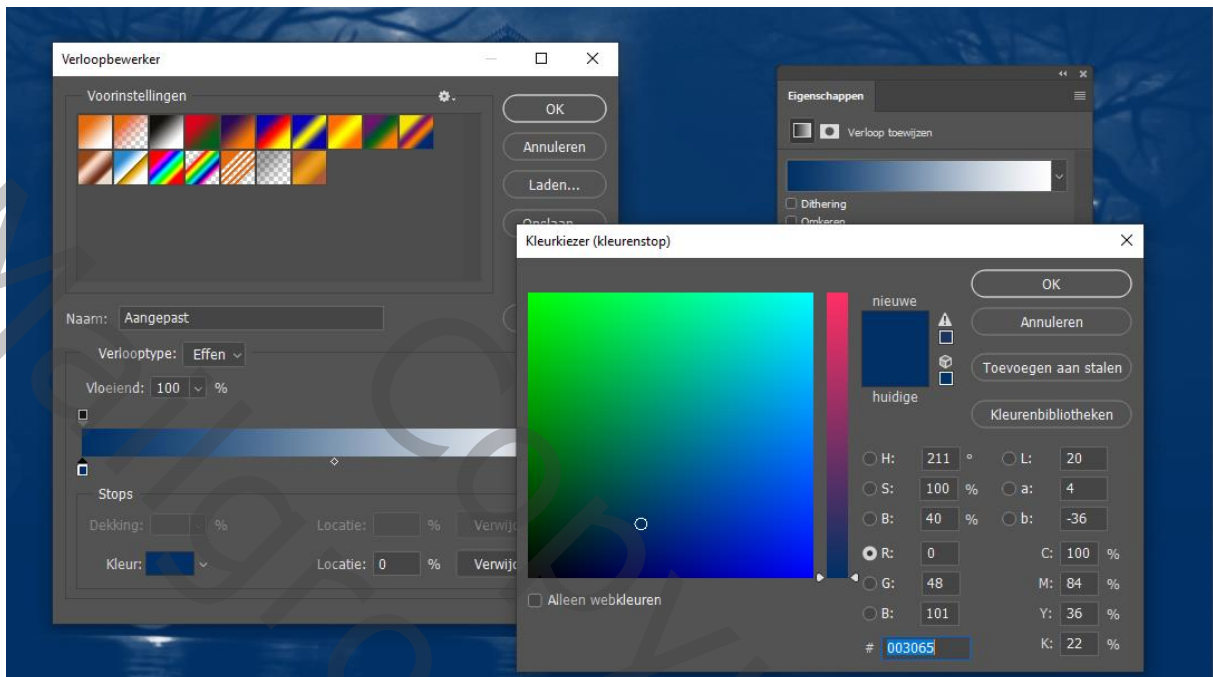 Verloopbewerker
Voorinstellingen
OK
Annuleren
Laden...
Opslaan...
Naam: Aangepast
Verlooptype: Effen
Vloeiend: 100 %
Stops
Dekking: % Locatie: %
Kleur: Locatie: 0 %
Eigenschappen
Verloop toewijzen
Dithering
Omkeren
Kleurkiezer (kleurenstop)
nieuwe
huidige
OK
Annuleren
Toevoegen aan stalen
Kleurenbibliotheken
H: 211 ° L: 20
S: 100 % a: 4
B: 40 % b: -36
R: 0 C: 100 %
G: 48 M: 84 %
B: 101 Y: 36 %
# 003065 K: 22 %
Alleen webkleuren